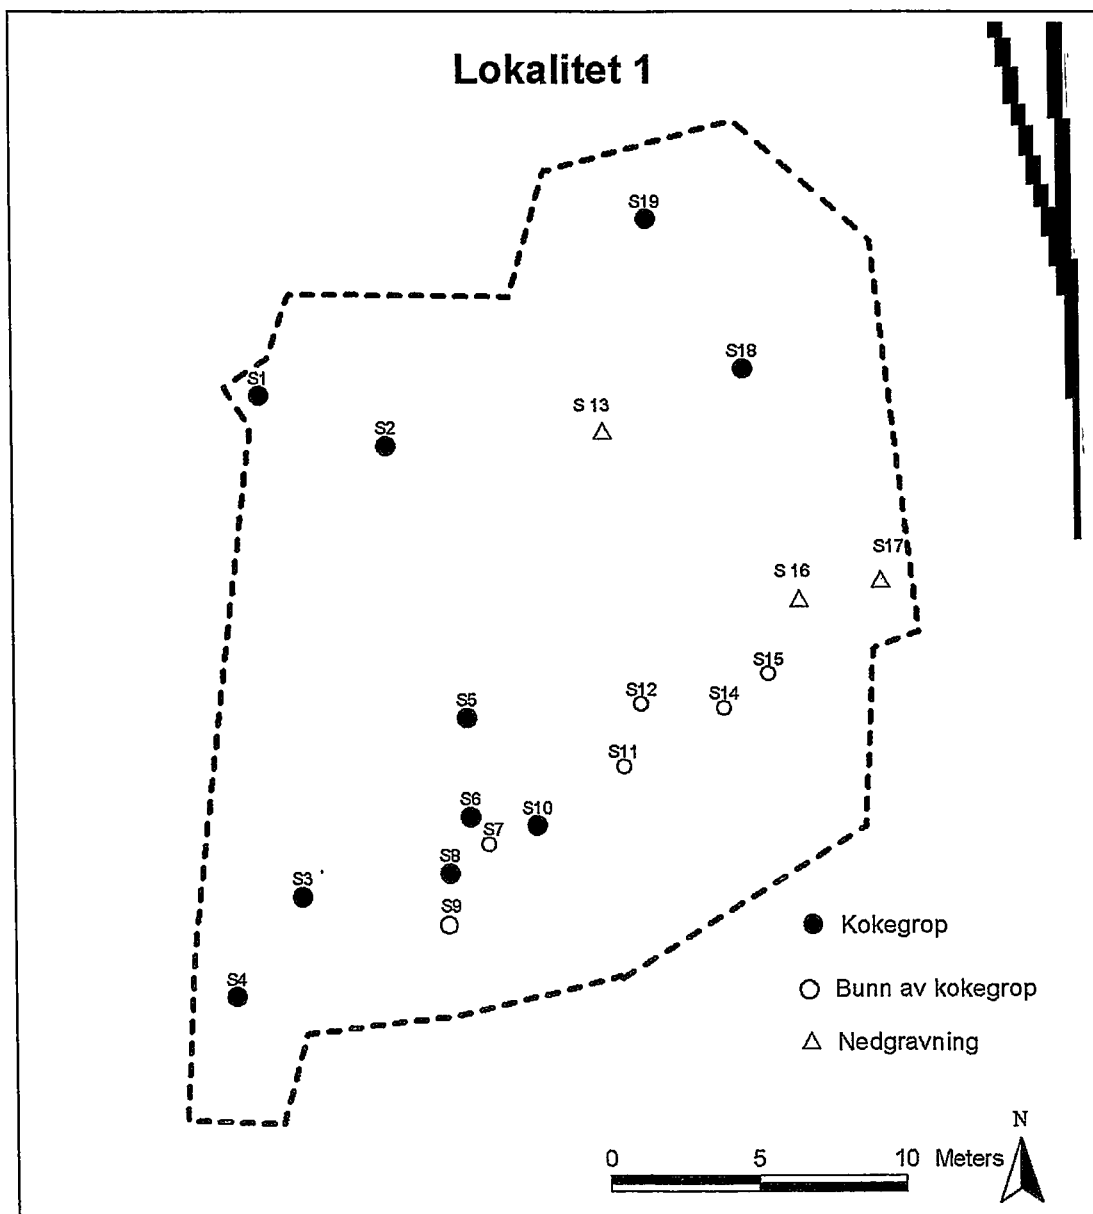 Lokalitet 1
S19
S18
S1
S 13
S2
S17
S 16
S15
S12
S14
S5
S11
S6
S10
S7
S8
S3
S9
Kokegrop
S4
Bunn av kokegrop
Nedgravning
N
0 5 10 Meters